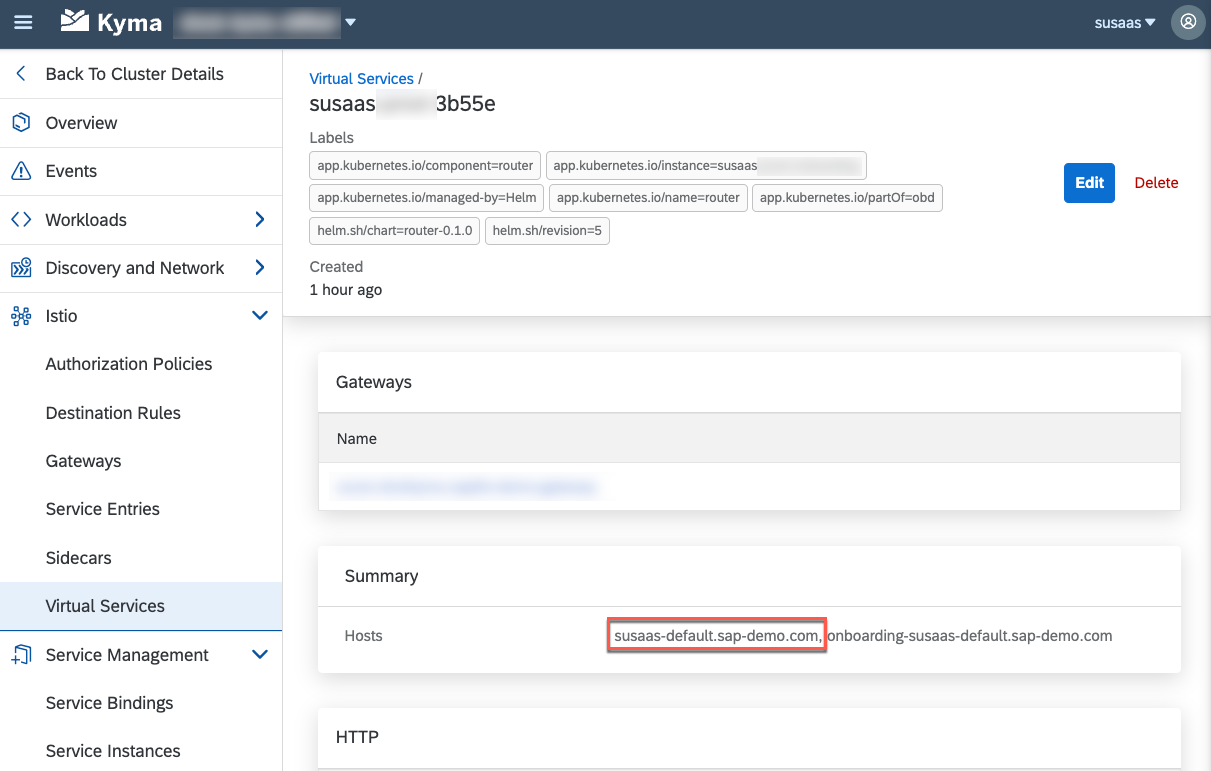 Kyma
susaas
Back To Cluster Details
Overview
Events
Workloads
Discovery and Network
Istio
Authorization Policies
Destination Rules
Gateways
Service Entries
Sidecars
Virtual Services
Service Management
Service Bindings
Service Instances
Virtual Services /
susaas 3b55e
Labels
app.kubernetes.io/component=router app.kubernetes.io/instance=susaas
app.kubernetes.io/managed-by=Helm app.kubernetes.io/name=router app.kubernetes.io/partOf=obd
helm.sh/chart=router-0.1.0 helm.sh/revision=5
Created
1 hour ago
Edit Delete
Gateways
Name
Summary
Hosts susaas-default.sap-demo.com, onboarding-susaas-default.sap-demo.com
HTTP